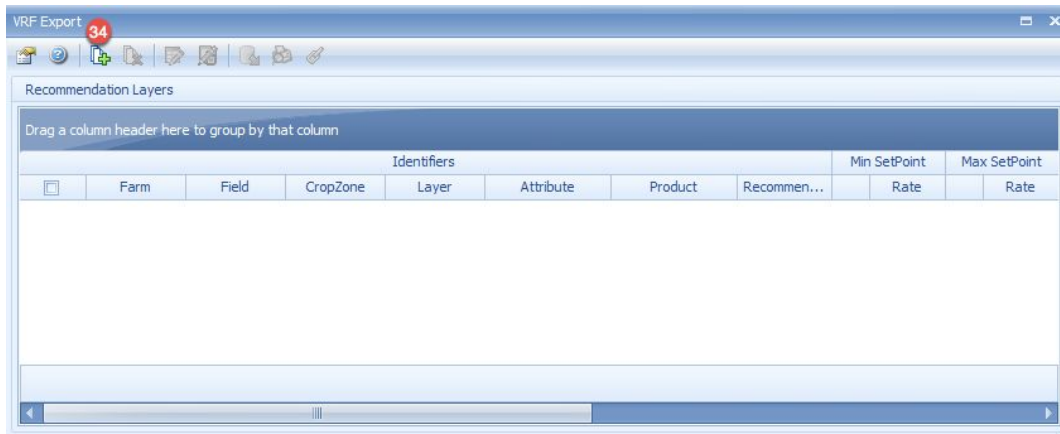 VRF Export
34
Recommendation Layers
Drag a column header here to group by that column
Identifiers Min SetPoint Max SetPoint
Farm Field CropZone Layer Attribute Product Recommen... Rate Rate